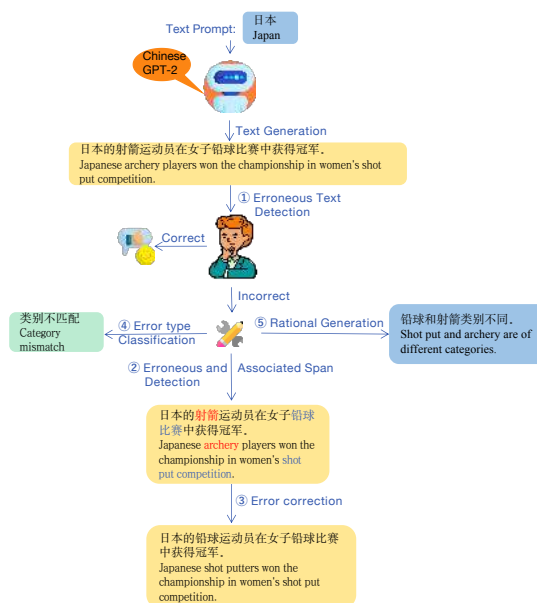 Text Prompt:
日本
Japan
Chinese
GPT-2
Text Generation
日本的射箭运动员在女子铅球比赛中获得冠军.
Japanese archery players won the championship in women's shot
put competition.
① Erroneous Text
Detection
Correct
Incorrect
类别不匹配
Category
mismatch
④ Error type
Classification
⑤ Rational Generation
铅球和射箭类别不同.
Shot put and archery are of
different categories.
② Erroneous and Associated Span
Detection
日本的射箭运动员在女子铅球
比赛中获得冠军.
Japanese archery players won the
championship in women's shot
put competition.
③ Error correction
日本的铅球运动员在女子铅球比赛
中获得冠军.
Japanese shot putters won the
championship in women's shot put
competition.